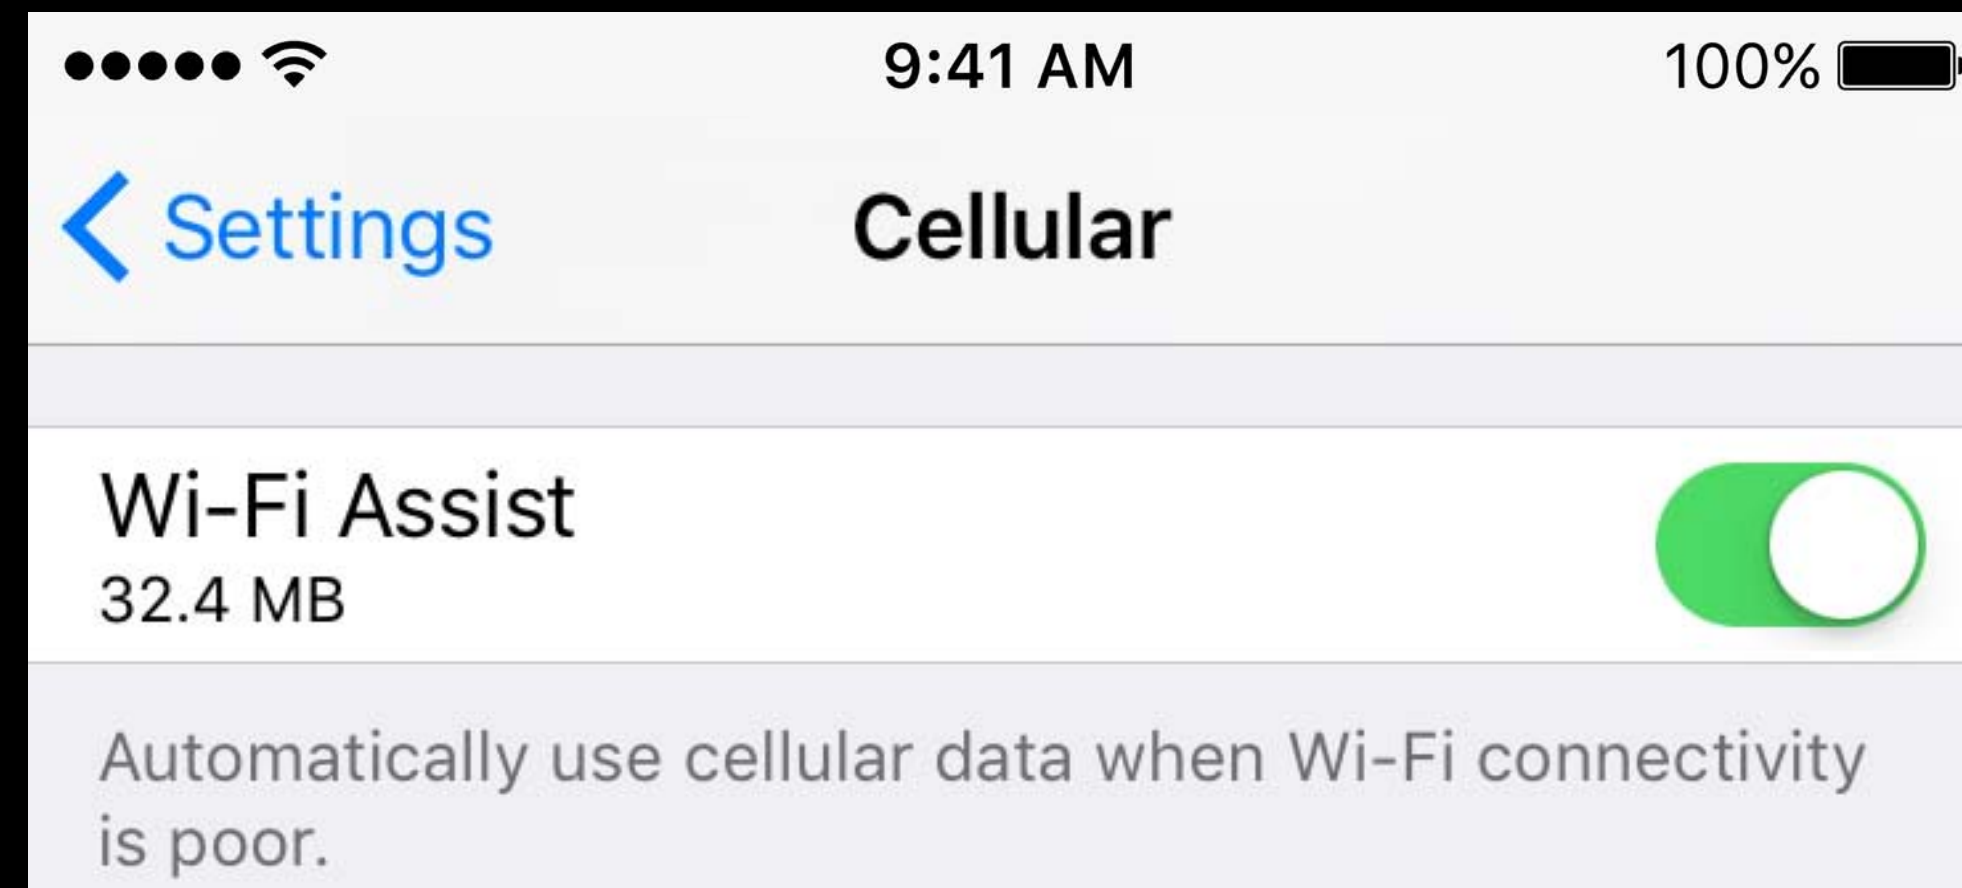 9:41 AM 100%
Settings Cellular
Wi-Fi Assist
32.4 MB
Automatically use cellular data when Wi-Fi connectivity
is poor.